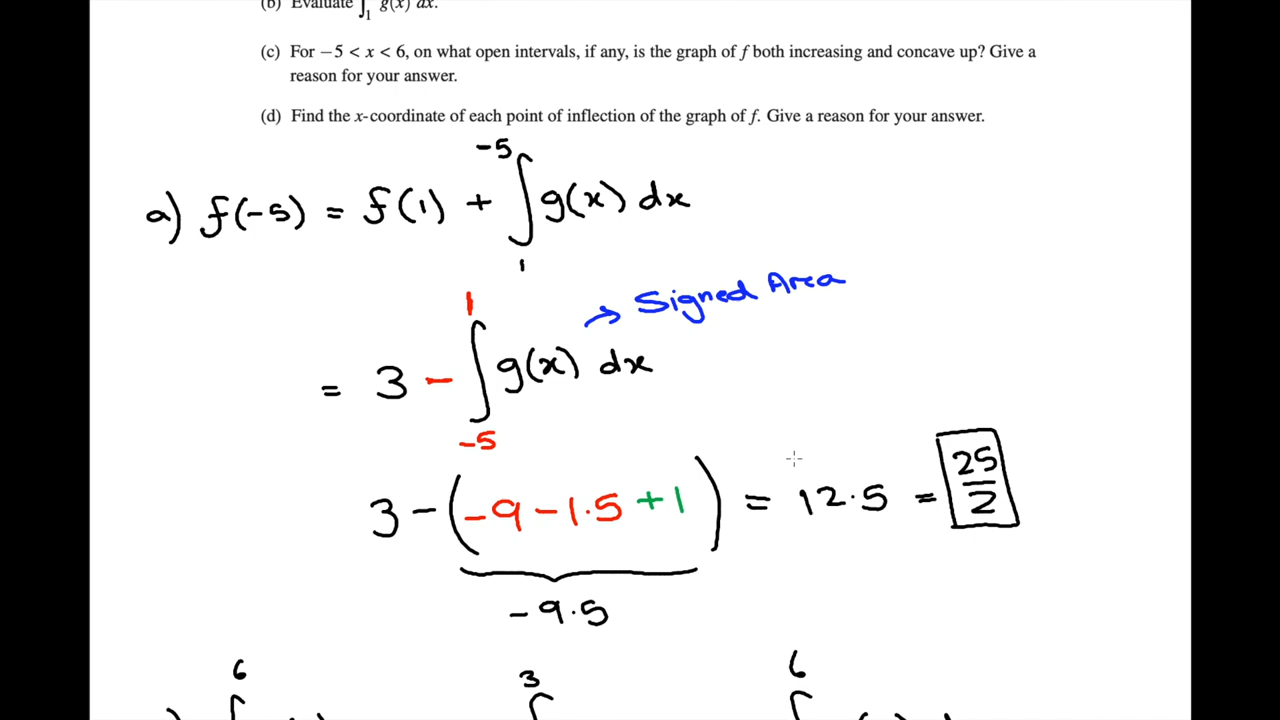 (b) Evaluate ∫₁ g(x) dx.
(c) For −5 < x < 6, on what open intervals, if any, is the graph of f both increasing and concave up? Give a
reason for your answer.
(d) Find the x-coordinate of each point of inflection of the graph of f. Give a reason for your answer.
a) f(-5) = f(1) + ∫₁⁻⁵ g(x) dx
→ Signed Area
= 3 - ∫₋₅¹ g(x) dx
3 - (-9 - 1.5 + 1) = 12.5 = 25/2
-9.5
6 3 6